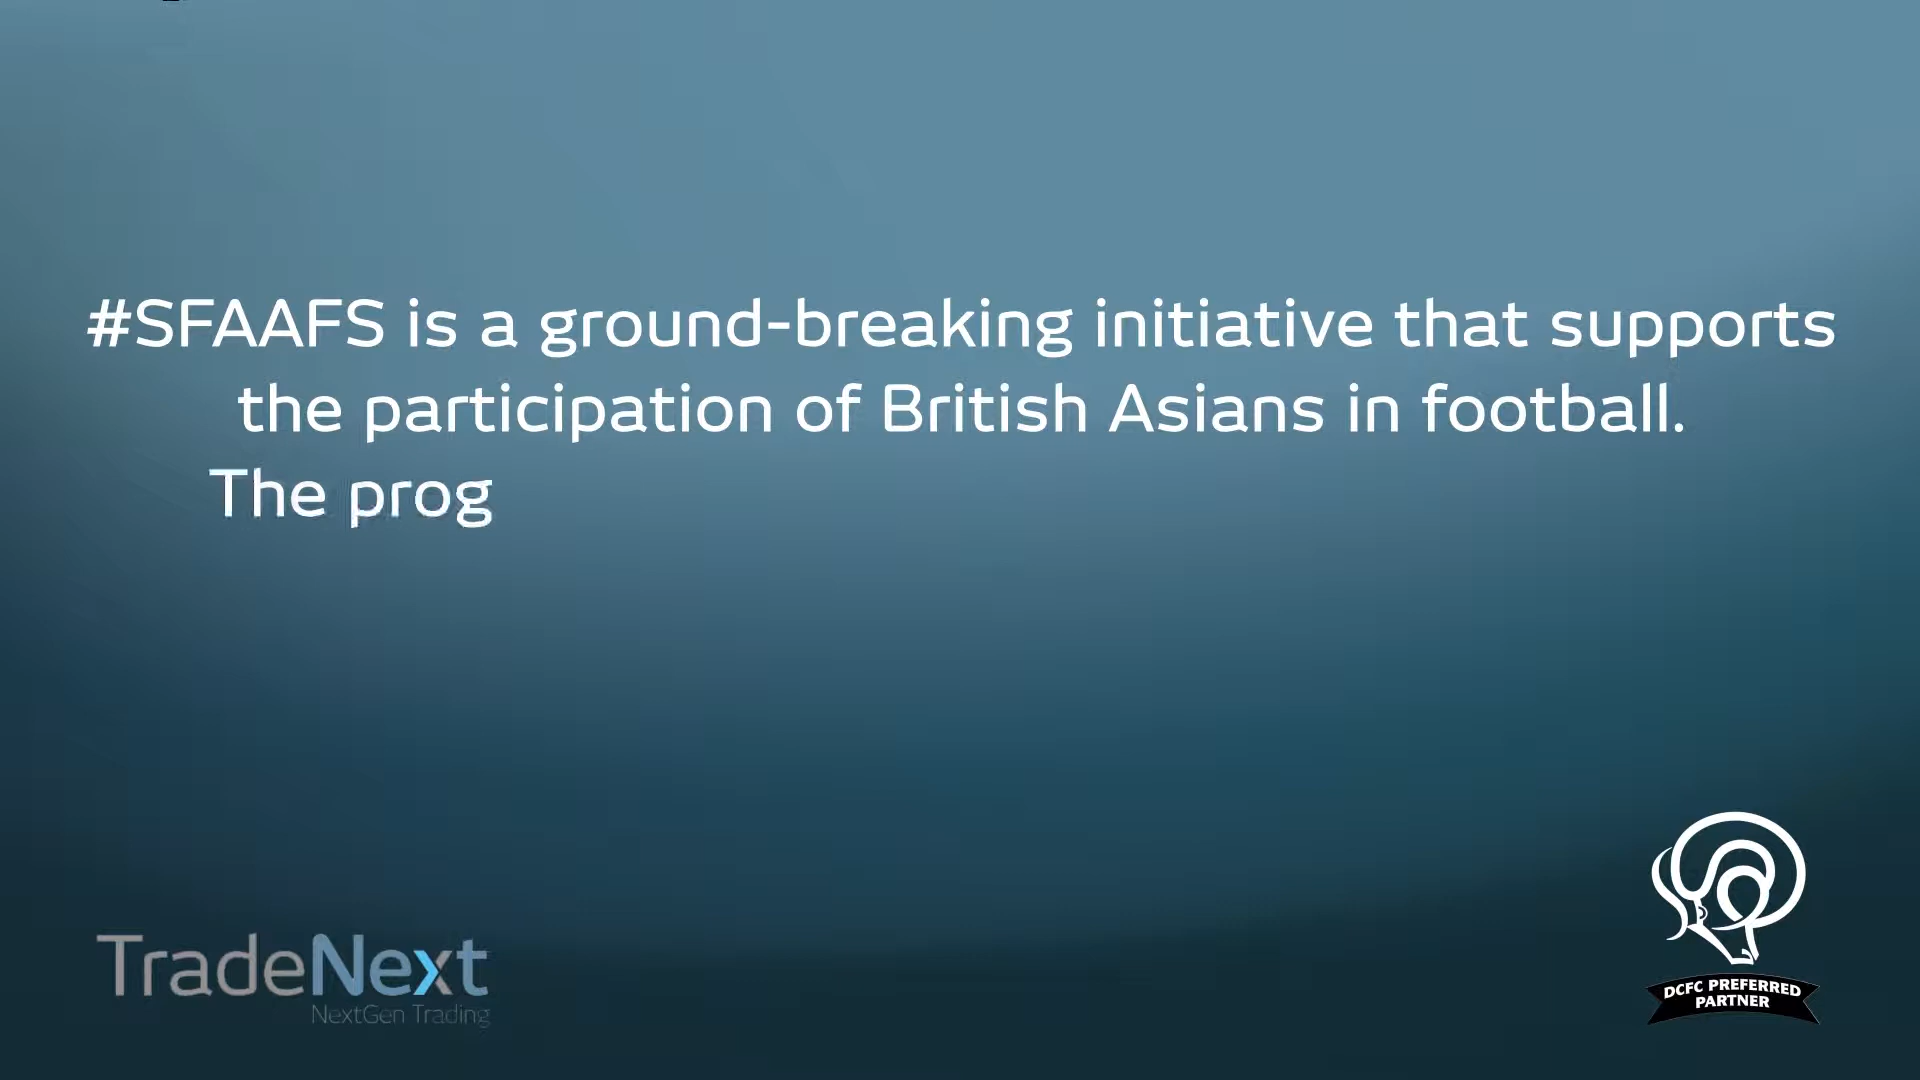 #SFAAFS is a ground-breaking initiative that supports
the participation of British Asians in football.
The prog
TradeNext
NextGen Trading
DCFC PREFERRED
PARTNER